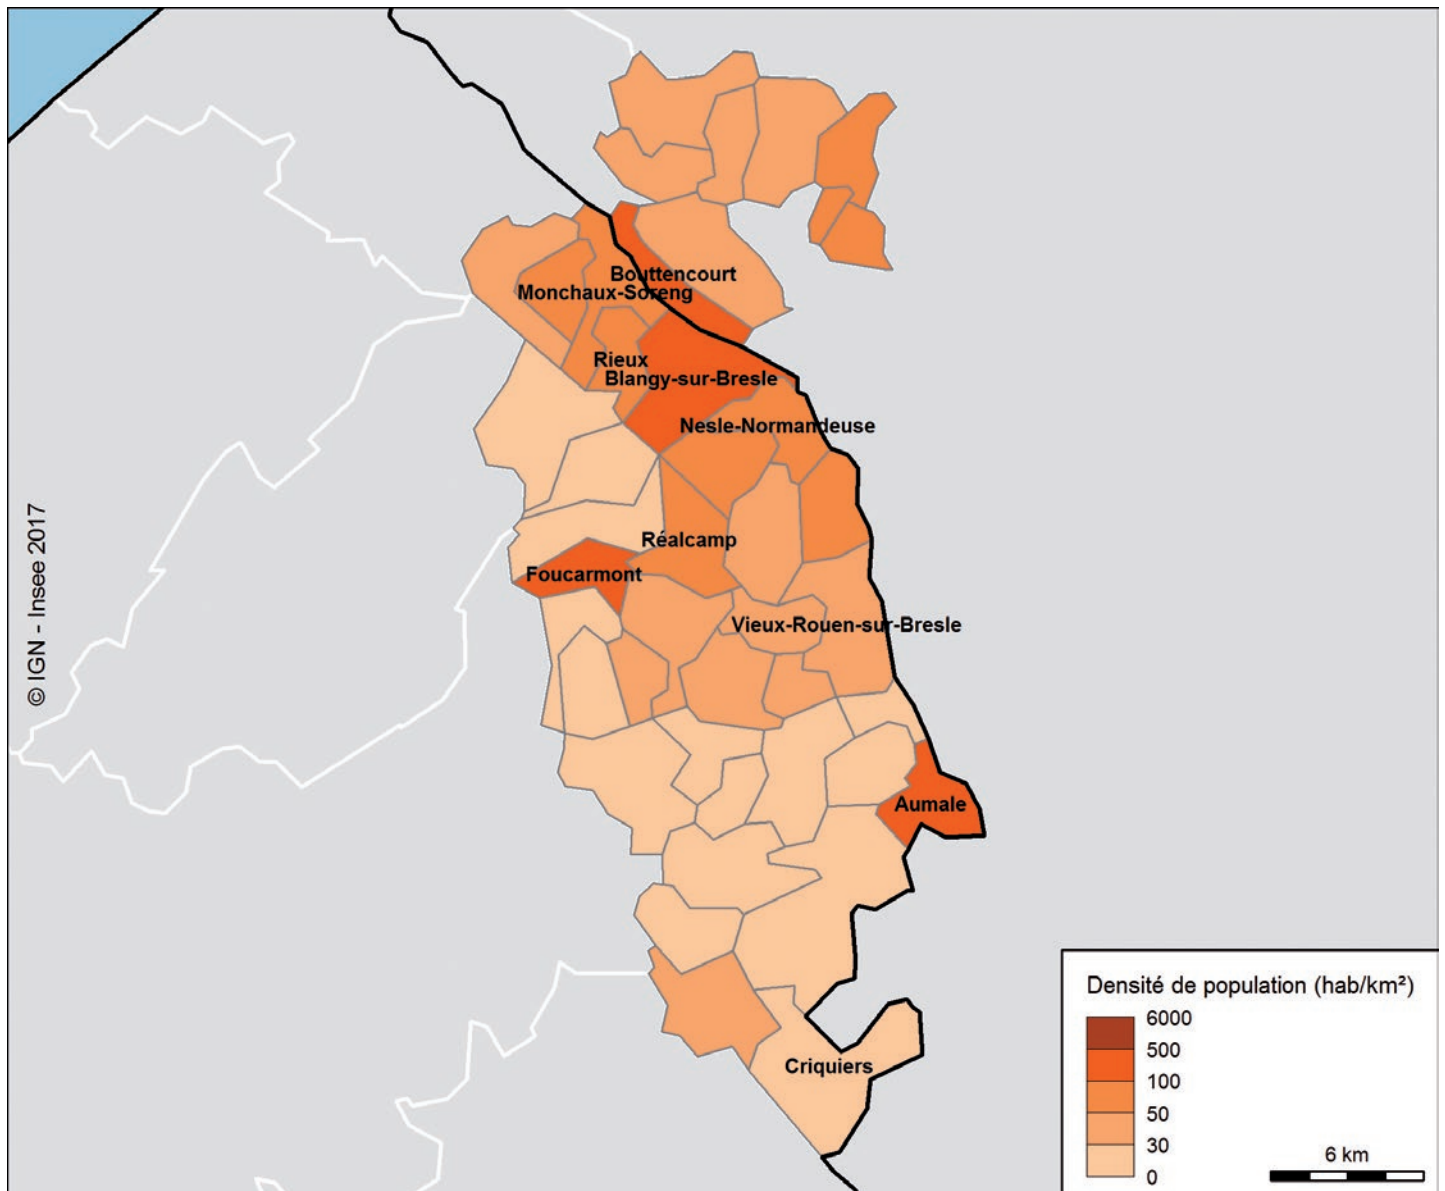 Bouttencourt
Monchaux-Soreng
Rieux
Blangy-sur-Bresle
Nesle-Normandeuse
Réalcamp
Foucarmont
Vieux-Rouen-sur-Bresle
Aumale
Criquiers
© IGN - Insee 2017
Densité de population (hab/km²)
6000
500
100
50
30
0
6 km